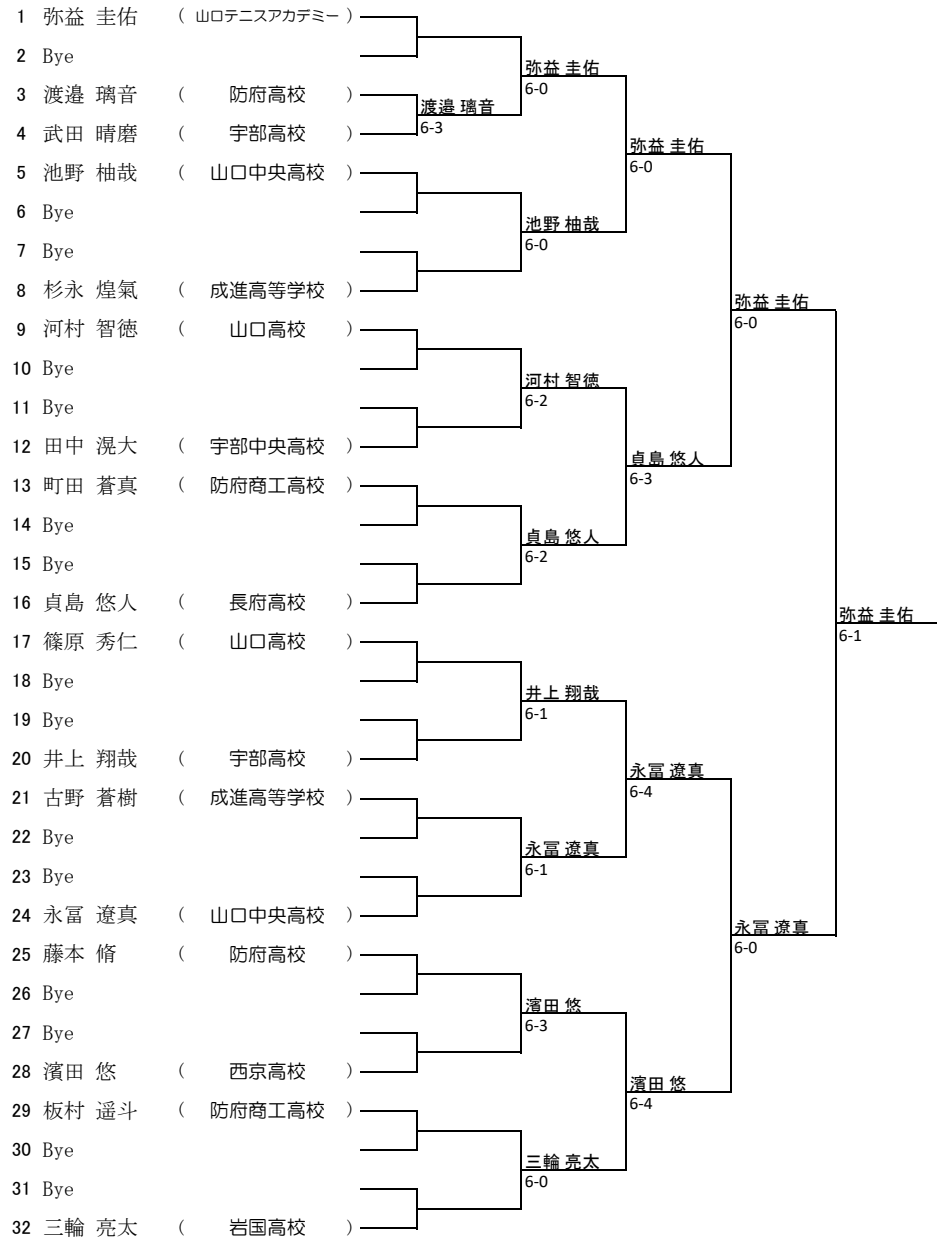 1 弥益 圭佑 ( 山口テニスアカデミー )
2 Bye
弥益 圭佑
6-0
3 渡邉 璃音 ( 防府高校 )
渡邉 璃音
6-3
4 武田 晴磨 ( 宇部高校 )
弥益 圭佑
6-0
5 池野 柚哉 ( 山口中央高校 )
6 Bye
池野 柚哉
6-0
7 Bye
8 杉永 煌氣 ( 成進高等学校 )
弥益 圭佑
6-0
9 河村 智徳 ( 山口高校 )
10 Bye
河村 智徳
6-2
11 Bye
12 田中 滉大 ( 宇部中央高校 )
貞島 悠人
6-3
13 町田 蒼真 ( 防府商工高校 )
14 Bye
貞島 悠人
6-2
15 Bye
16 貞島 悠人 ( 長府高校 )
弥益 圭佑
6-1
17 篠原 秀仁 ( 山口高校 )
18 Bye
井上 翔哉
6-1
19 Bye
20 井上 翔哉 ( 宇部高校 )
永冨 遼真
6-4
21 古野 蒼樹 ( 成進高等学校 )
22 Bye
永冨 遼真
6-1
23 Bye
24 永冨 遼真 ( 山口中央高校 )
永冨 遼真
6-0
25 藤本 脩 ( 防府高校 )
26 Bye
濱田 悠
6-3
27 Bye
28 濱田 悠 ( 西京高校 )
濱田 悠
6-4
29 板村 遥斗 ( 防府商工高校 )
30 Bye
三輪 亮太
6-0
31 Bye
32 三輪 亮太 ( 岩国高校 )